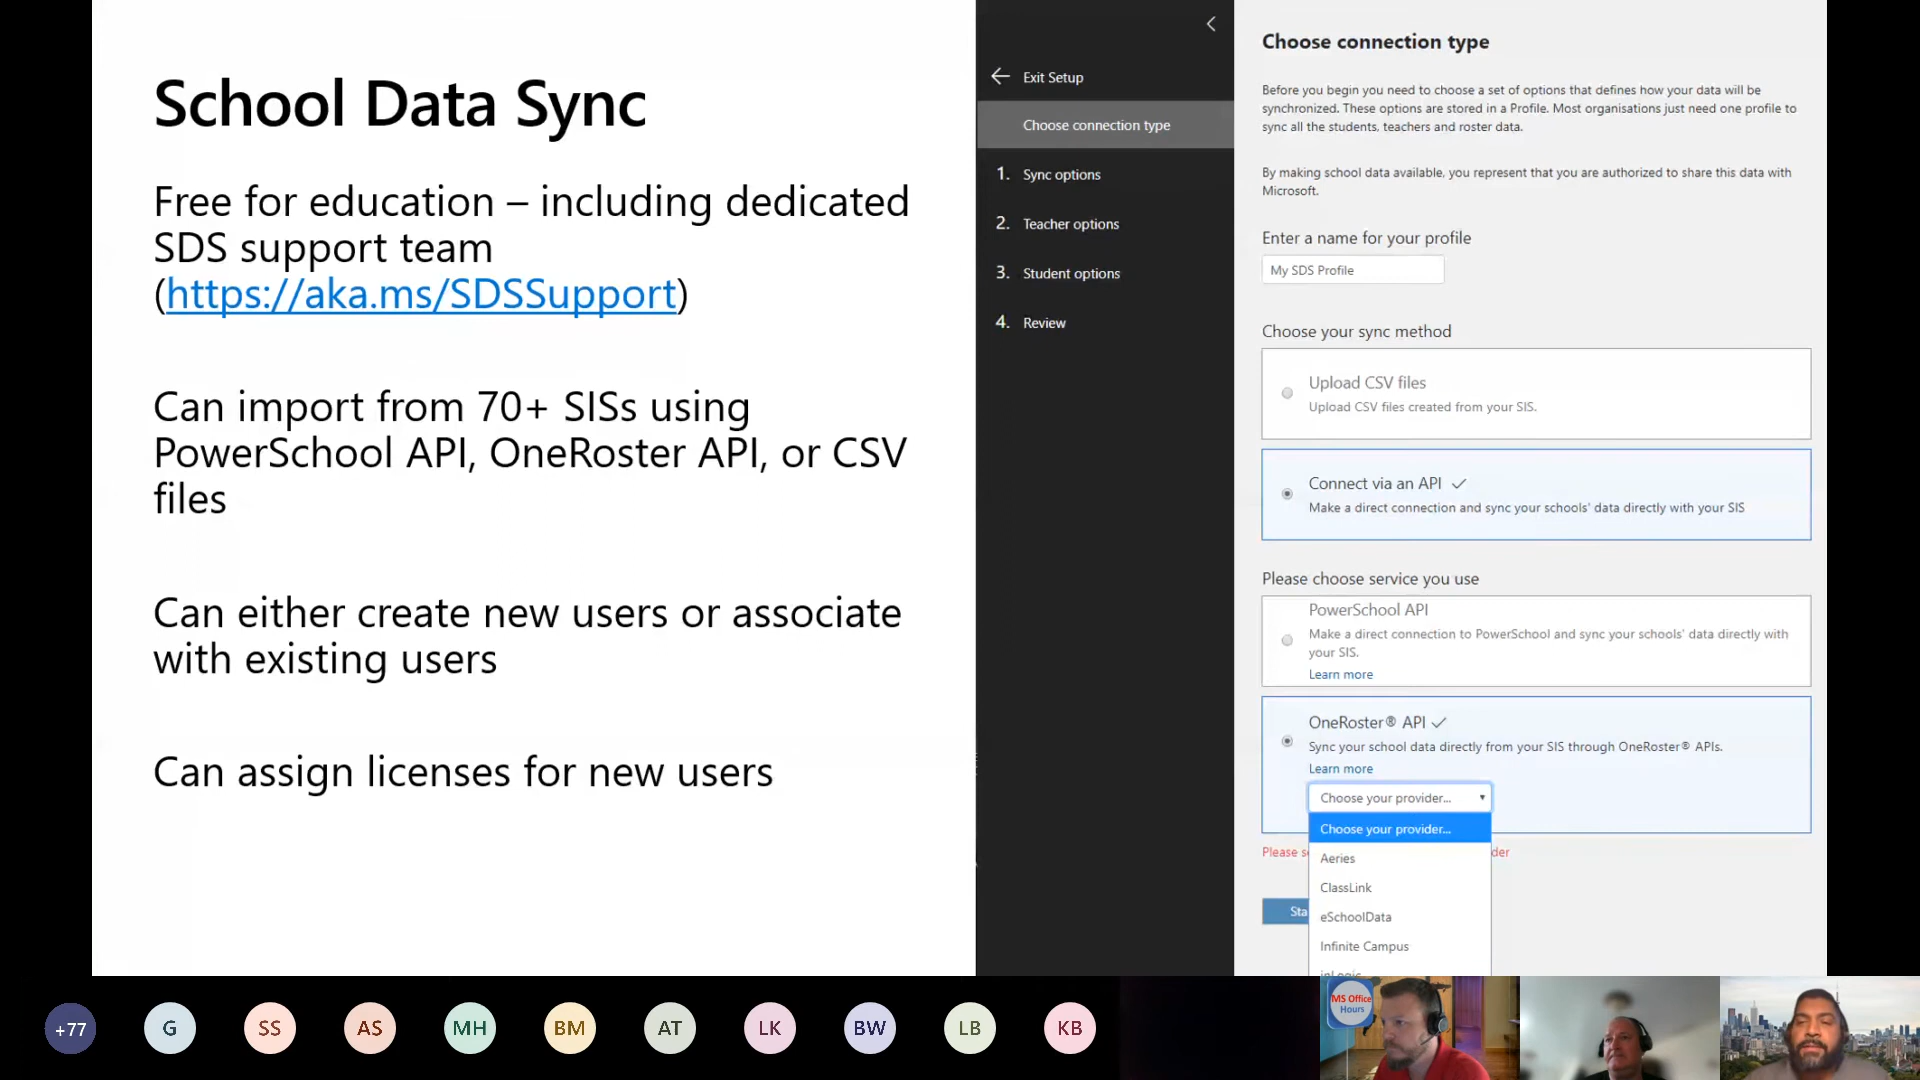 School Data Sync
Free for education – including dedicated
SDS support team
(https://aka.ms/SDSSupport)
Can import from 70+ SISs using
PowerSchool API, OneRoster API, or CSV
files
Can either create new users or associate
with existing users
Can assign licenses for new users
Exit Setup
Choose connection type
1. Sync options
2. Teacher options
3. Student options
4. Review
Choose connection type
Before you begin you need to choose a set of options that defines how your data will be
synchronized. These options are stored in a Profile. Most organisations just need one profile to
sync all the students, teachers and roster data.
By making school data available, you represent that you are authorized to share this data with
Microsoft.
Enter a name for your profile
My SDS Profile
Choose your sync method
Upload CSV files
Upload CSV files created from your SIS.
Connect via an API
Make a direct connection and sync your schools' data directly with your SIS
Please choose service you use
PowerSchool API
Make a direct connection to PowerSchool and sync your schools' data directly with
your SIS.
Learn more
OneRoster® API
Sync your school data directly from your SIS through OneRoster® APIs.
Learn more
Choose your provider...
Choose your provider...
Please
Aeries
ClassLink
eSchoolData
Infinite Campus
+77
G
SS
AS
MH
BM
AT
LK
BW
LB
KB
MS Office
Hours